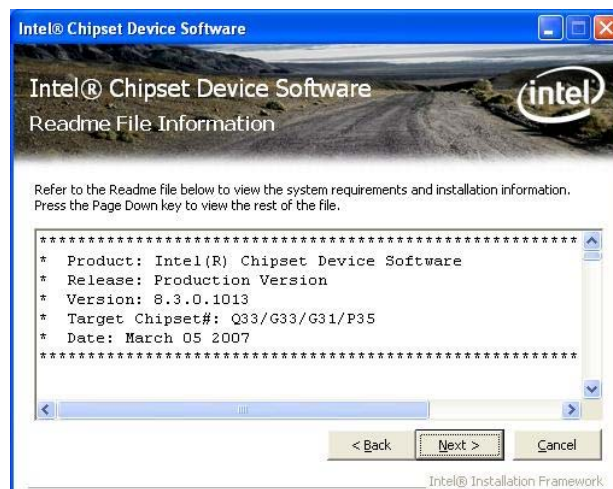 Intel® Chipset Device Software
Intel® Chipset Device Software
Readme File Information
intel
Refer to the Readme file below to view the system requirements and installation information.
Press the Page Down key to view the rest of the file.
********************************************************
* Product: Intel(R) Chipset Device Software
* Release: Production Version
* Version: 8.3.0.1013
* Target Chipset#: Q33/G33/G31/P35
* Date: March 05 2007
********************************************************
< Back
Next >
Cancel
Intel® Installation Framework